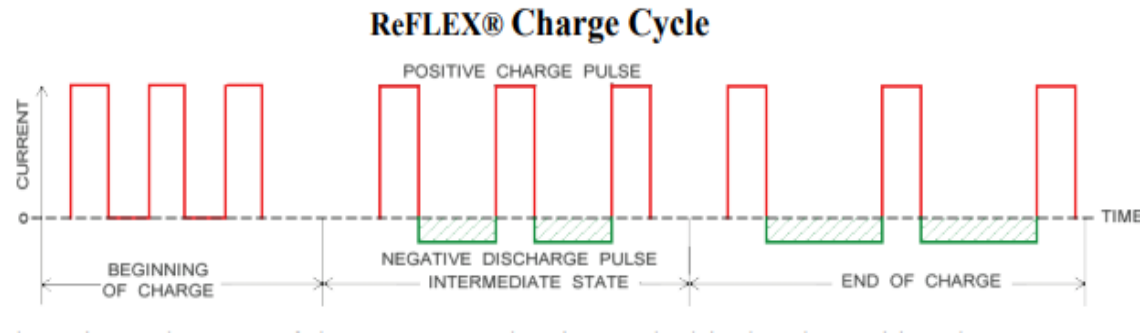 ReFLEX® Charge Cycle
POSITIVE CHARGE PULSE
CURRENT
0
TIME
NEGATIVE DISCHARGE PULSE
BEGINNING
OF CHARGE
INTERMEDIATE STATE
END OF CHARGE